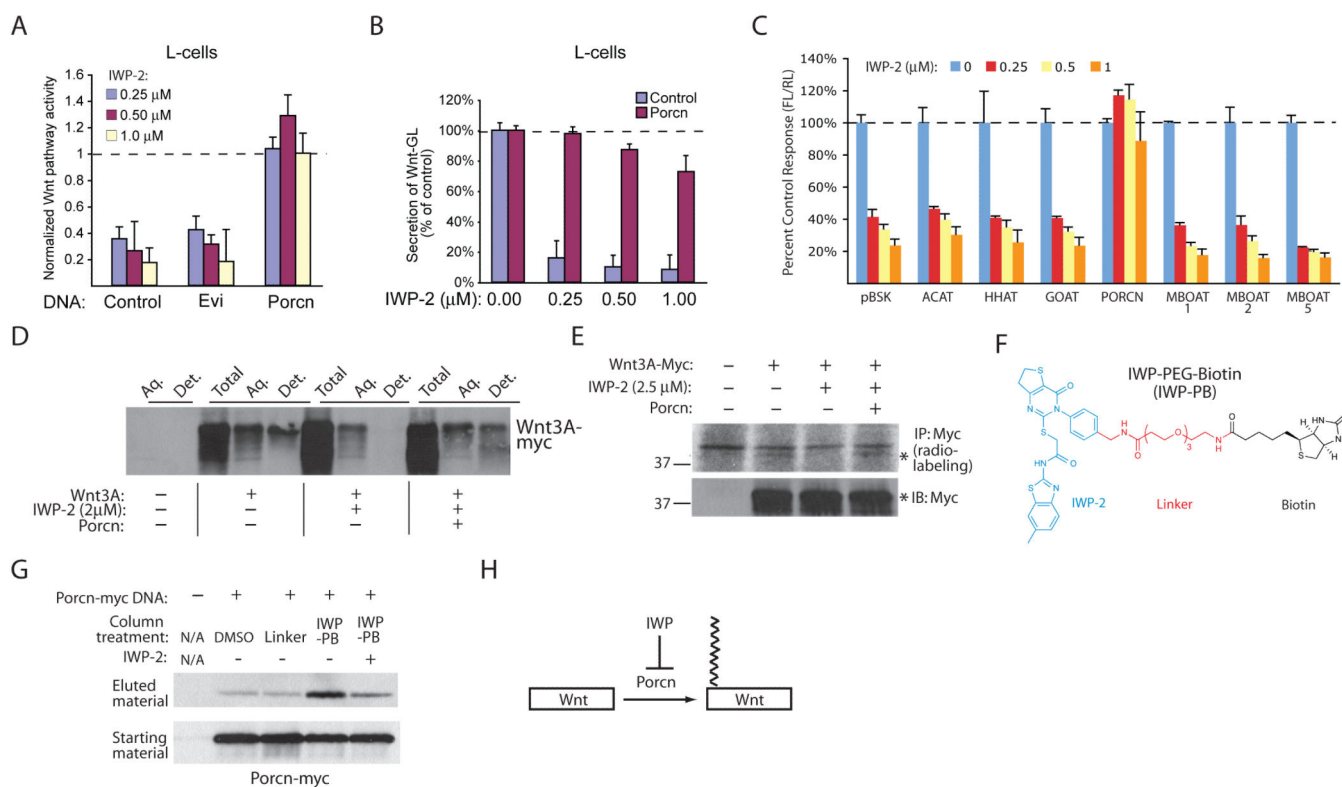 A
L-cells
Normalized Wnt pathway activity
1.6
1.4
1.2
1
0.8
0.6
0.4
0.2
IWP-2:
0.25 µM
0.50 µM
1.0 µM
DNA: Control Evi Porcn
B
L-cells
Secretion of Wnt-GL
(% of control)
120%
100%
80%
60%
40%
20%
0%
Control
Porcn
IWP-2 (µM): 0.00 0.25 0.50 1.00
C
Percent Control Response (FL/RL)
140%
120%
100%
80%
60%
40%
20%
IWP-2 (µM): 0 0.25 0.5 1
pBSK ACAT HHAT GOAT PORCN MBOAT MBOAT MBOAT
1 2 5
D
Aq. Det. Total Aq. Det. Total Aq. Det. Total Aq. Det.
Wnt3A-
myc
Wnt3A: – + + +
IWP-2 (2µM): – – + +
Porcn: – – – +
E
Wnt3A-Myc: – + + +
IWP-2 (2.5 µM): – – + +
Porcn: – – – +
IP: Myc
(radio-
labeling)
*
37
37
* IB: Myc
F
IWP-PEG-Biotin
(IWP-PB)
S
O
N
N
S
O
HN
S
N
H
N
O
O
3
H
N
O
HN
H
H
S
IWP-2 Linker Biotin
G
Porcn-myc DNA: – + + + +
Column
treatment: N/A DMSO Linker IWP
-PB IWP
-PB
IWP-2: N/A - - - +
Eluted
material
Starting
material
Porcn-myc
H
IWP
Porcn
Wnt Wnt